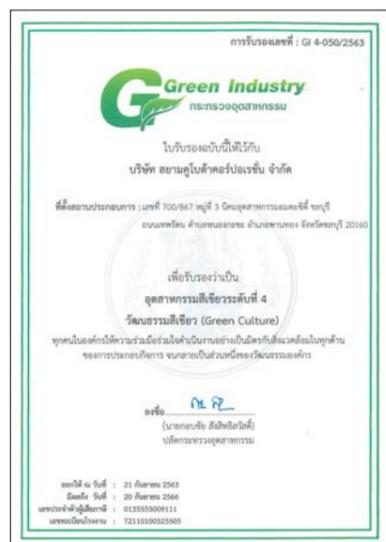 การรับรองเลขที่ : GI 4-050/2563
Green Industry
กระทรวงอุตสาหกรรม
ใบรับรองฉบับนี้ให้ไว้กับ
บริษัท สยามคูโบต้าคอร์ปอเรชั่น จำกัด
ที่ตั้งสถานประกอบการ : เลขที่ 700/867 หมู่ที่ 3 นิคมอุตสาหกรรมอมตะซิตี้ ชลบุรี
ถนนเทพรัตน ตำบลหนองกะขะ อำเภอพานทอง จังหวัดชลบุรี 20160
เพื่อรับรองว่าเป็น
อุตสาหกรรมสีเขียวระดับที่ 4
วัฒนธรรมสีเขียว (Green Culture)
ทุกคนในองค์กรให้ความร่วมมือร่วมใจดำเนินงานอย่างเป็นมิตรกับสิ่งแวดล้อมในทุกด้าน
ของการประกอบกิจการ จนกลายเป็นส่วนหนึ่งของวัฒนธรรมองค์กร
ลงชื่อ
(นายกอบชัย สังสิทธิสวัสดิ์)
ปลัดกระทรวงอุตสาหกรรม
ออกให้ ณ วันที่ : 21 กันยายน 2563
มีผลถึง วันที่ : 20 กันยายน 2566
เลขประจำตัวผู้เสียภาษี : 0135553009111
เลขทะเบียนโรงงาน : 72110100325505